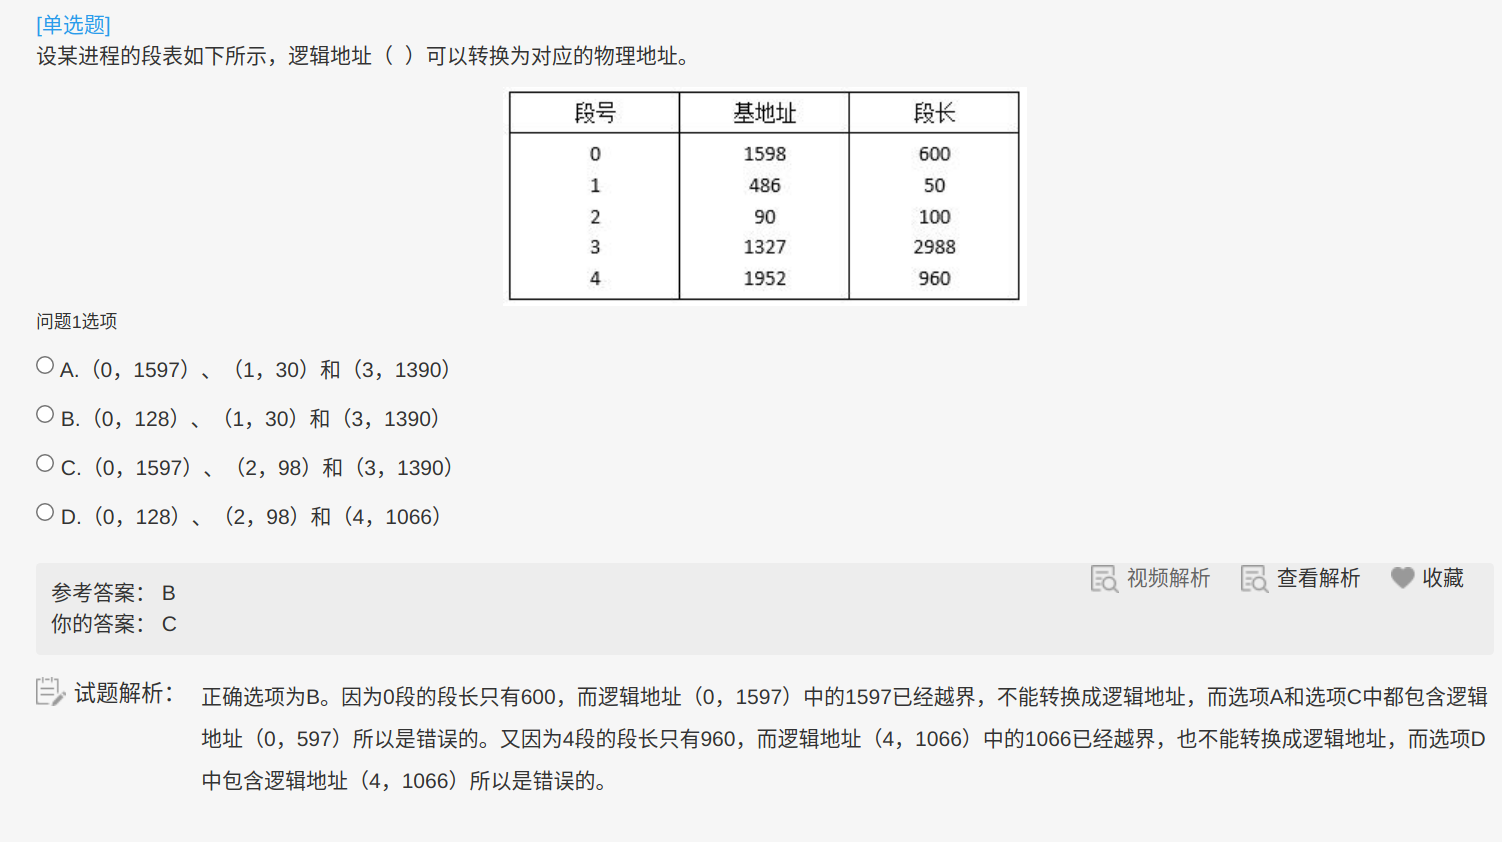 [单选题]
设某进程的段表如下所示，逻辑地址（ ）可以转换为对应的物理地址。
段号 基地址 段长
0 1598 600
1 486 50
2 90 100
3 1327 2988
4 1952 960
问题1选项
A.（0，1597）、（1，30）和（3，1390）
B.（0，128）、（1，30）和（3，1390）
C.（0，1597）、（2，98）和（3，1390）
D.（0，128）、（2，98）和（4，1066）
视频解析 查看解析 收藏
参考答案： B
你的答案： C
试题解析： 正确选项为B。因为0段的段长只有600，而逻辑地址（0，1597）中的1597已经越界，不能转换成逻辑地址，而选项A和选项C中都包含逻辑
地址（0，597）所以是错误的。又因为4段的段长只有960，而逻辑地址（4，1066）中的1066已经越界，也不能转换成逻辑地址，而选项D
中包含逻辑地址（4，1066）所以是错误的。